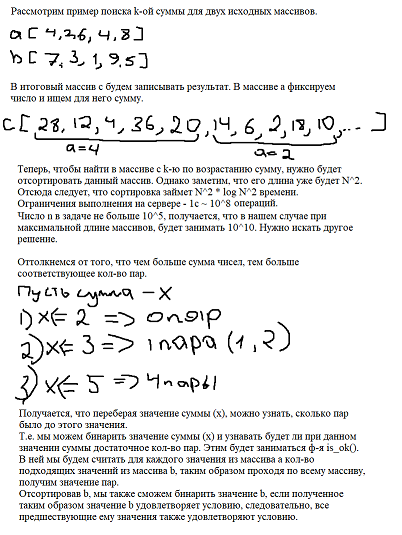 Рассмотрим пример поиска k-ой суммы для двух исходных массивов.
a [ 4,2,6, 4, 8 ]
b [ 7, 3, 1, 9, 5 ]
В итоговый массив с будем записывать результат. В массиве а фиксируем
число и ищем для него сумму.
c [ 28, 12, 4, 36, 20, 14, 6, 2, 18, 10, ... ]
a=4 a=2
Теперь, чтобы найти в массиве с k-ю по возрастанию сумму, нужно будет
отсортировать данный массив. Однако заметим, что его длина уже будет N^2.
Отсюда следует, что сортировка займет N^2 * log N^2 времени.
Ограничения выполнения на сервере - 1с ~ 10^8 операций.
Число n в задаче не больше 10^5, получается, что в нашем случае при
максимальной длине массивов, будет занимать 10^10. Нужно искать другое
решение.
Оттолкнемся от того, что чем больше сумма чисел, тем больше
соответствующее кол-во пар.
Пусть сумма - X
1) X<= 2 => 0 пар
2) X<= 3 => 1 пара (1, 2)
3) X<= 5 => 4 пары
Получается, что переберая значение суммы (x), можно узнать, сколько пар
было до этого значения.
Т.е. мы можем бинарить значение суммы (x) и узнавать будет ли при данном
значении суммы достаточное кол-во пар. Этим будет заниматься ф-я is_ok().
В ней мы будем считать для каждого значения из массива а кол-во
подходящих значений из массива b, таким образом проходя по всему массиву,
получим значение пар.
Отсортировав b, мы также сможем бинарить значение b, если полученное
таким образом значение b удовлетворяет условию, следовательно, все
предшествующие ему значения также удовлетворяют условию.